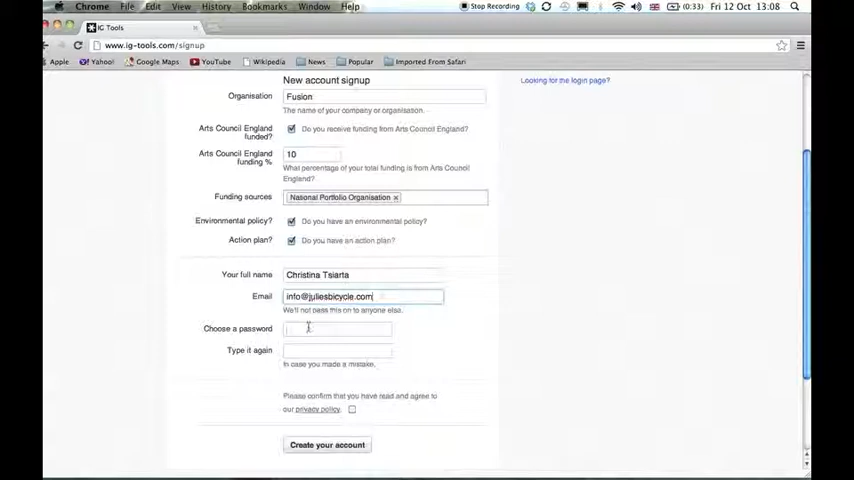 Chrome File Edit View History Bookmarks Window Help Stop Recording (0:33) Fri 12 Oct 13:08
IG Tools
www.ig-tools.com/signup
Apple Yahoo! Google Maps YouTube Wikipedia News Popular Imported From Safari
New account signup
Looking for the login page?
Organisation Fusion
The name of your company or organisation.
Arts Council England
funded?
Do you receive funding from Arts Council England?
Arts Council England
funding %
10
What percentage of your total funding is from Arts Council
England?
Funding sources National Portfolio Organisation ×
Environmental policy? Do you have an environmental policy?
Action plan? Do you have an action plan?
Your full name Christina Tsiarta
Email info@juliesbicycle.com
We'll not pass this on to anyone else.
Choose a password
Type it again
In case you made a mistake.
Please confirm that you have read and agree to
our privacy policy.
Create your account